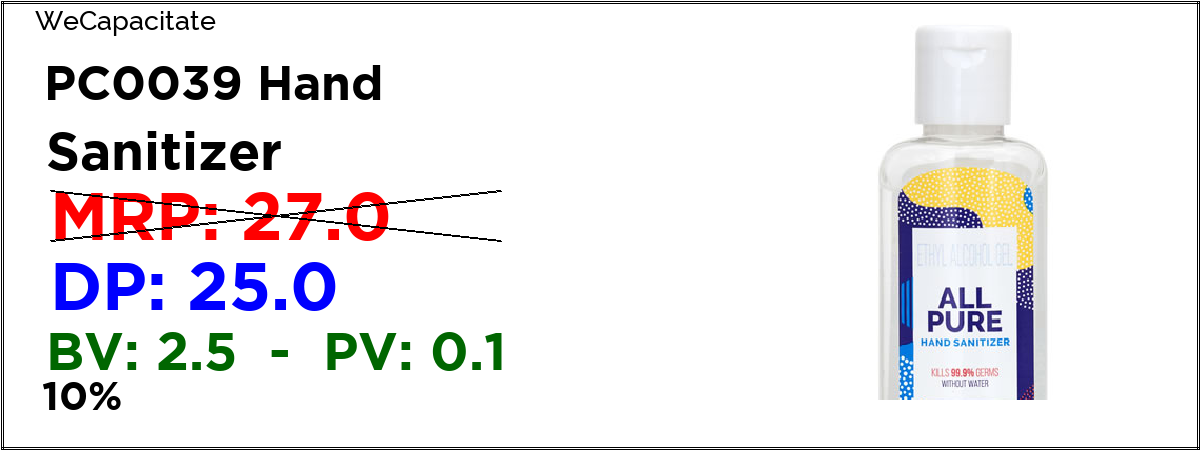 WeCapacitate
PC0039 Hand
Sanitizer
MRP: 27.0
DP: 25.0
BV: 2.5 - PV: 0.1
10%
ETHYL ALCOHOL GEL
ALL
PURE
HAND SANITIZER
KILLS 99.9% GERMS
WITHOUT WATER